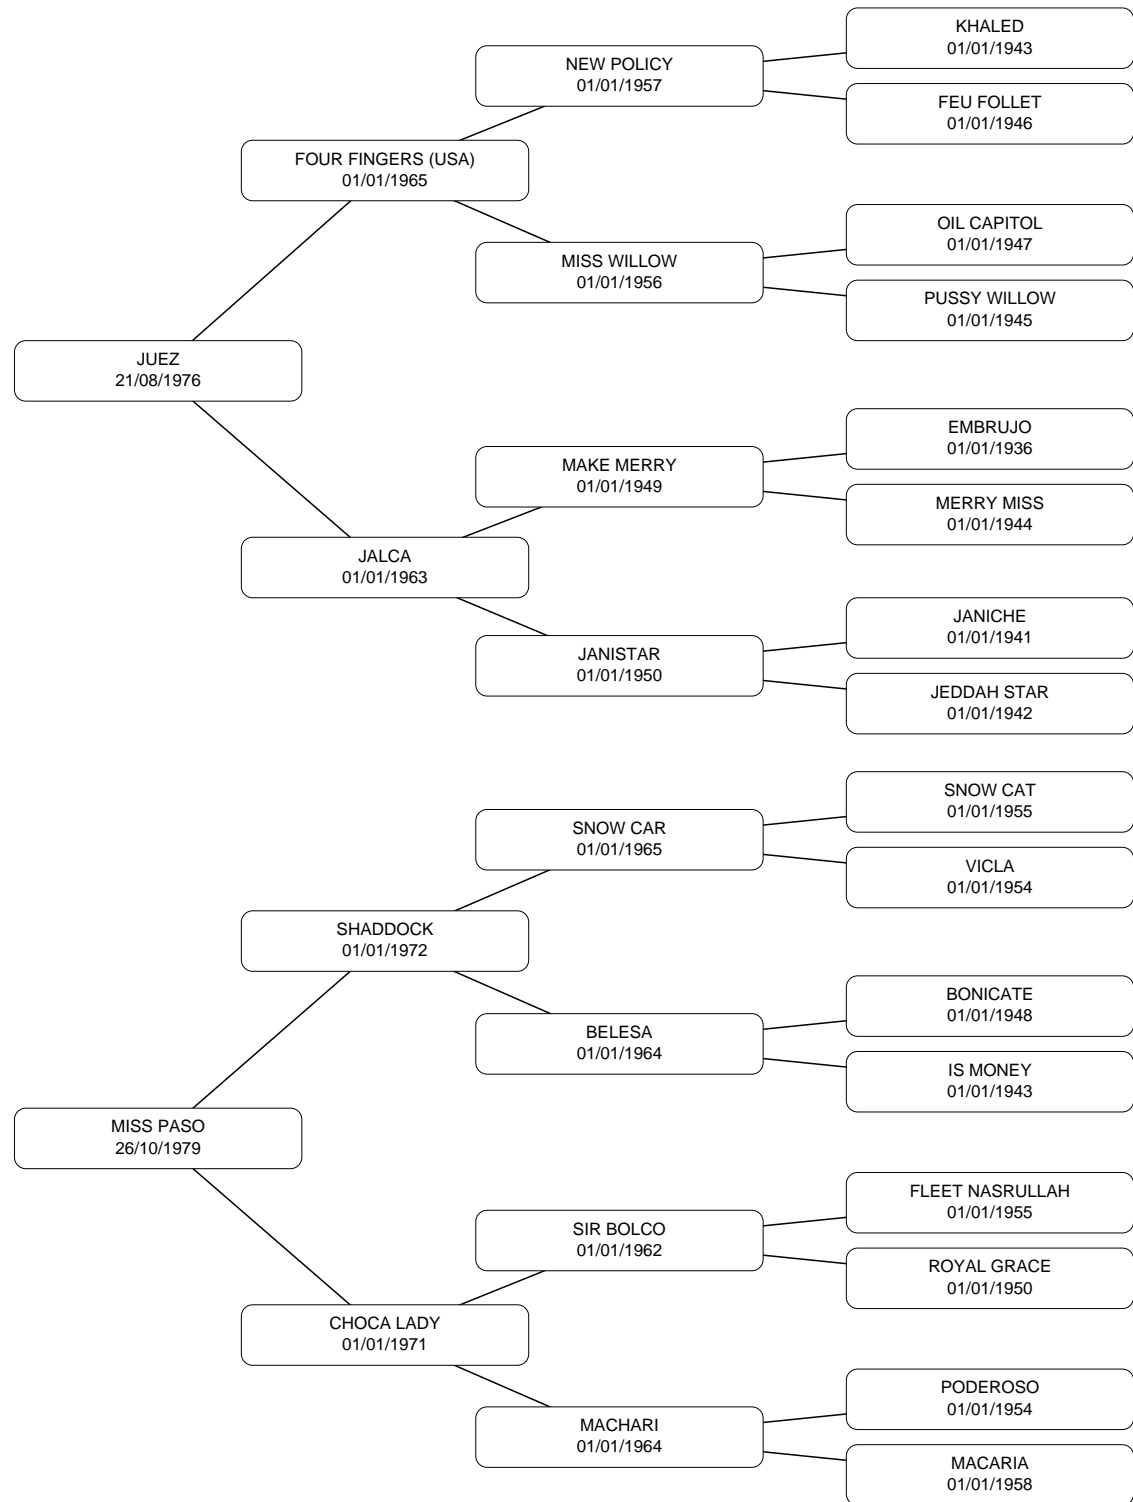 KHALED
01/01/1943
NEW POLICY
01/01/1957
FEU FOLLET
01/01/1946
FOUR FINGERS (USA)
01/01/1965
OIL CAPITOL
01/01/1947
MISS WILLOW
01/01/1956
PUSSY WILLOW
01/01/1945
JUEZ
21/08/1976
EMBRUJO
01/01/1936
MAKE MERRY
01/01/1949
MERRY MISS
01/01/1944
JALCA
01/01/1963
JANICHE
01/01/1941
JANISTAR
01/01/1950
JEDDAH STAR
01/01/1942
SNOW CAT
01/01/1955
SNOW CAR
01/01/1965
VICLA
01/01/1954
SHADDOCK
01/01/1972
BONICATE
01/01/1948
BELESA
01/01/1964
IS MONEY
01/01/1943
MISS PASO
26/10/1979
FLEET NASRULLAH
01/01/1955
SIR BOLCO
01/01/1962
ROYAL GRACE
01/01/1950
CHOCA LADY
01/01/1971
PODEROSO
01/01/1954
MACHARI
01/01/1964
MACARIA
01/01/1958